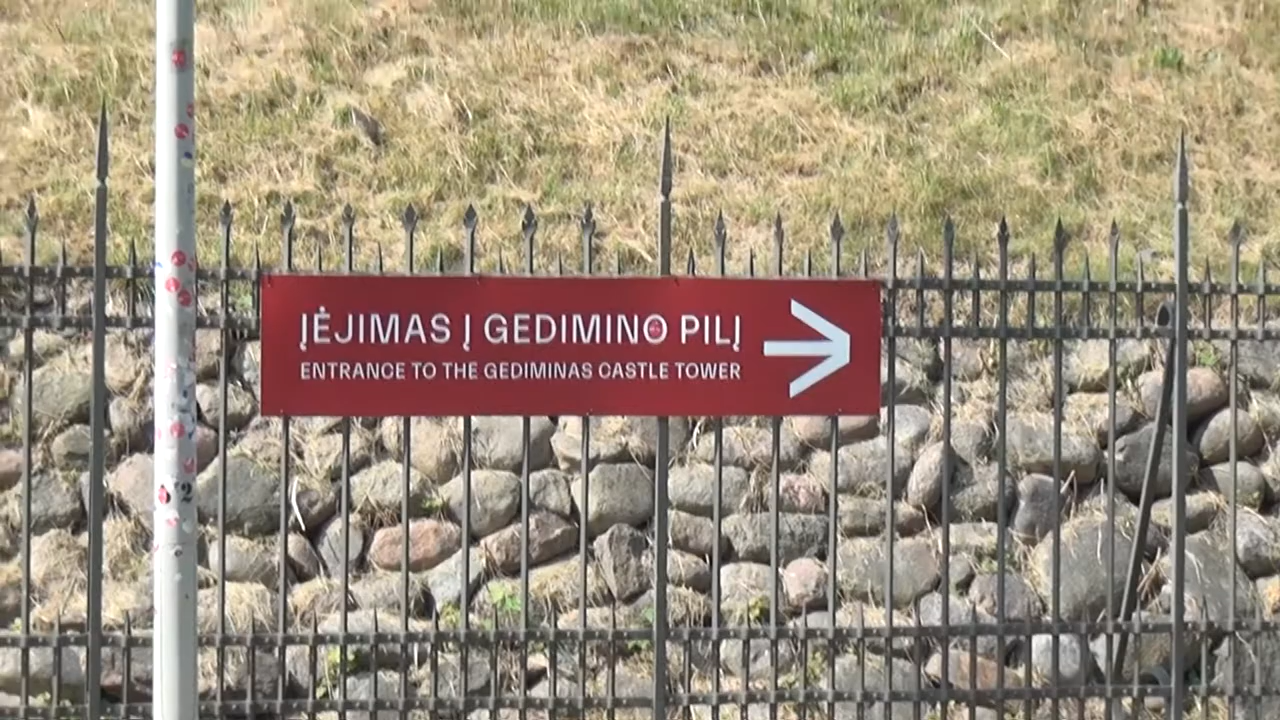 ĮĖJIMAS Į GEDIMINO PILĮ
ENTRANCE TO THE GEDIMINAS CASTLE TOWER